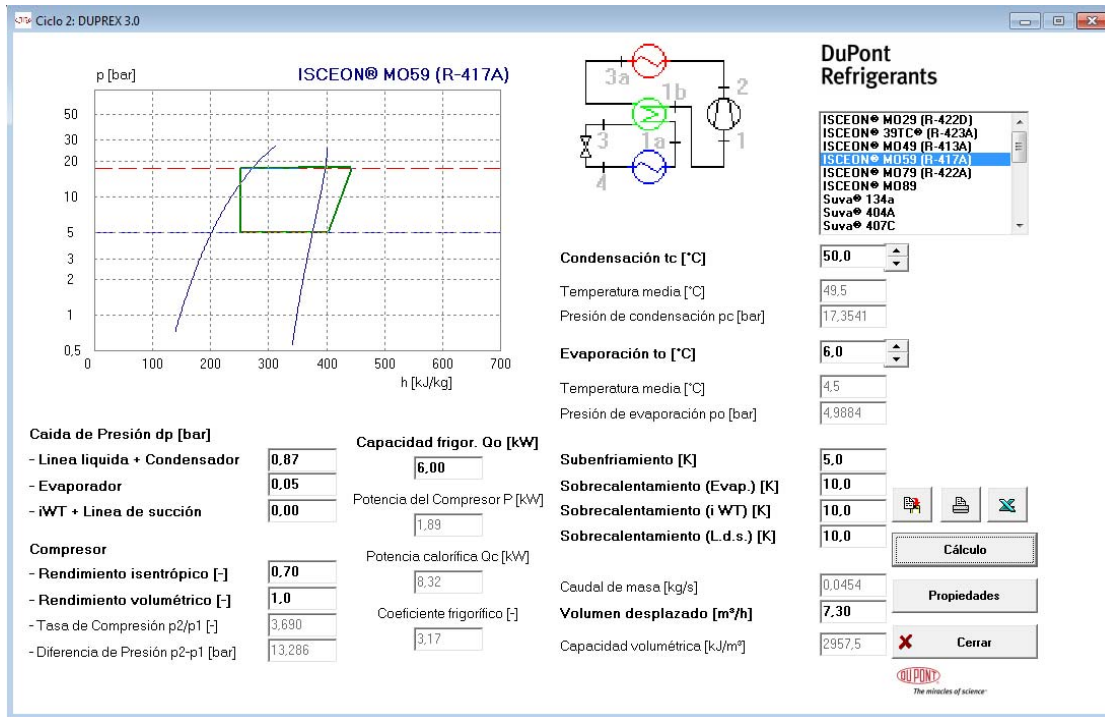 Ciclo 2: DUPREX 3.0
p [bar]
ISCEON® MO59 (R-417A)
50
30
20
10
5
3
2
1
0,5
0 100 200 300 400 500 600 700
h [kJ/kg]
3a
1b
2
3
1a
1
4
DuPont
Refrigerants
ISCEON® MO29 (R-422D)
ISCEON® 39TC® (R-423A)
ISCEON® MO49 (R-413A)
ISCEON® MO59 (R-417A)
ISCEON® MO79 (R-422A)
ISCEON® MO89
Suva® 134a
Suva® 404A
Suva® 407C
Condensación tc [°C] 50,0
Temperatura media [°C] 49,5
Presión de condensación pc [bar] 17,3541
Evaporación to [°C] 6,0
Temperatura media [°C] 4,5
Presión de evaporación po [bar] 4,9884
Caida de Presión dp [bar]
- Linea liquida + Condensador 0,87
- Evaporador 0,05
- iWT + Linea de succión 0,00
Compresor
- Rendimiento isentrópico [-] 0,70
- Rendimiento volumétrico [-] 1,0
- Tasa de Compresión p2/p1 [-] 3,690
- Diferencia de Presión p2-p1 [bar] 13,286
Capacidad frigor. Qo [kW]
6,00
Potencia del Compresor P [kW]
1,89
Potencia calorífica Qc [kW]
8,32
Coeficiente frigorífico [-]
3,17
Subenfriamiento [K] 5,0
Sobrecalentamiento (Evap.) [K] 10,0
Sobrecalentamiento (i WT) [K] 10,0
Sobrecalentamiento (L.d.s.) [K] 10,0
Caudal de masa [kg/s] 0,0454
Volumen desplazado [m³/h] 7,30
Capacidad volumétrica [kJ/m³] 2957,5
Cálculo
Propiedades
Cerrar
DUPONT
The miracles of science™